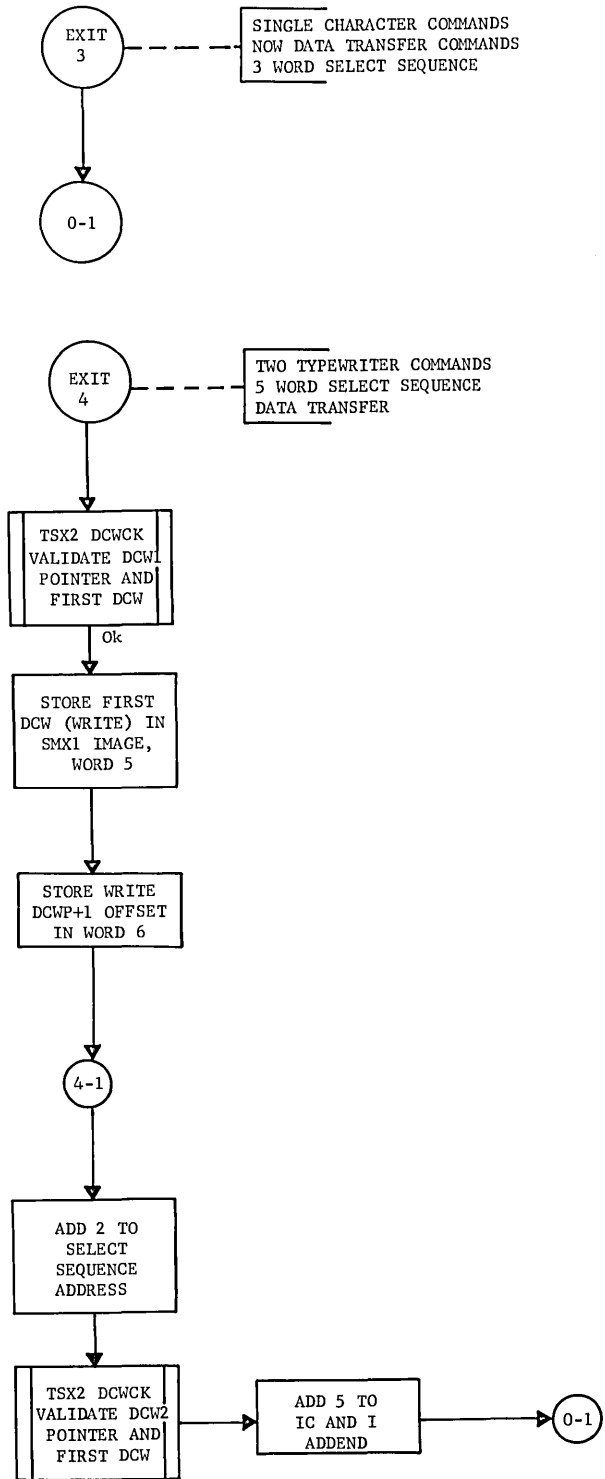 EXIT
3
SINGLE CHARACTER COMMANDS
NOW DATA TRANSFER COMMANDS
3 WORD SELECT SEQUENCE
0-1
EXIT
4
TWO TYPEWRITER COMMANDS
5 WORD SELECT SEQUENCE
DATA TRANSFER
TSX2 DCWCK
VALIDATE DCW1
POINTER AND
FIRST DCW
Ok
STORE FIRST
DCW (WRITE) IN
SMX1 IMAGE,
WORD 5
STORE WRITE
DCWP+1 OFFSET
IN WORD 6
4-1
ADD 2 TO
SELECT
SEQUENCE
ADDRESS
TSX2 DCWCK
VALIDATE DCW2
POINTER AND
FIRST DCW
ADD 5 TO
IC AND I
ADDEND
0-1